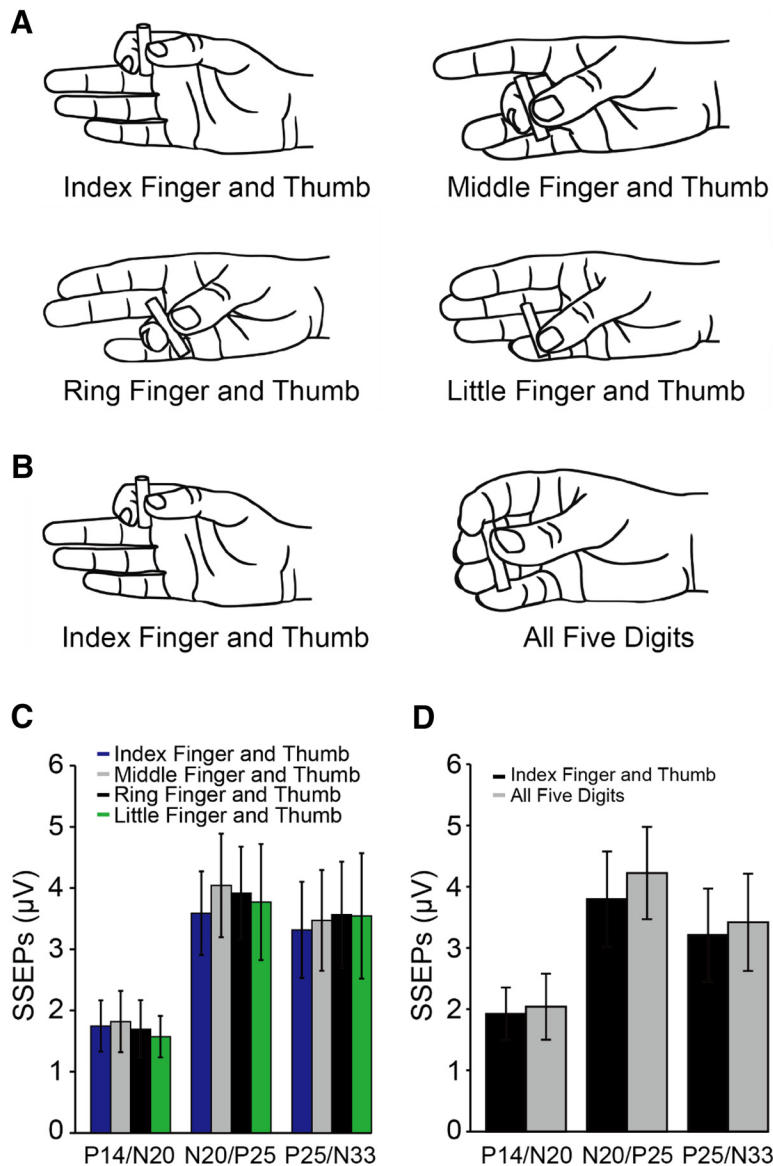 A
Index Finger and Thumb
Middle Finger and Thumb
Ring Finger and Thumb
Little Finger and Thumb
B
Index Finger and Thumb
All Five Digits
C
SSEPs (μV)
6
5
4
3
2
1
0
Index Finger and Thumb
Middle Finger and Thumb
Ring Finger and Thumb
Little Finger and Thumb
P14/N20 N20/P25 P25/N33
D
SSEPs (μV)
6
5
4
3
2
1
0
Index Finger and Thumb
All Five Digits
P14/N20 N20/P25 P25/N33